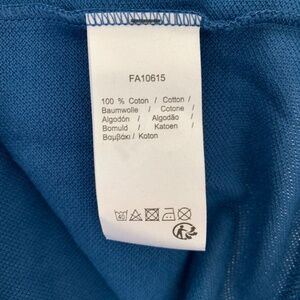 FA10615
100 % Coton / Cotton /
Baumwolle / Cotone /
Algodón / Algodão /
Bomuld / Katoen /
Βαμβάκι / Koton